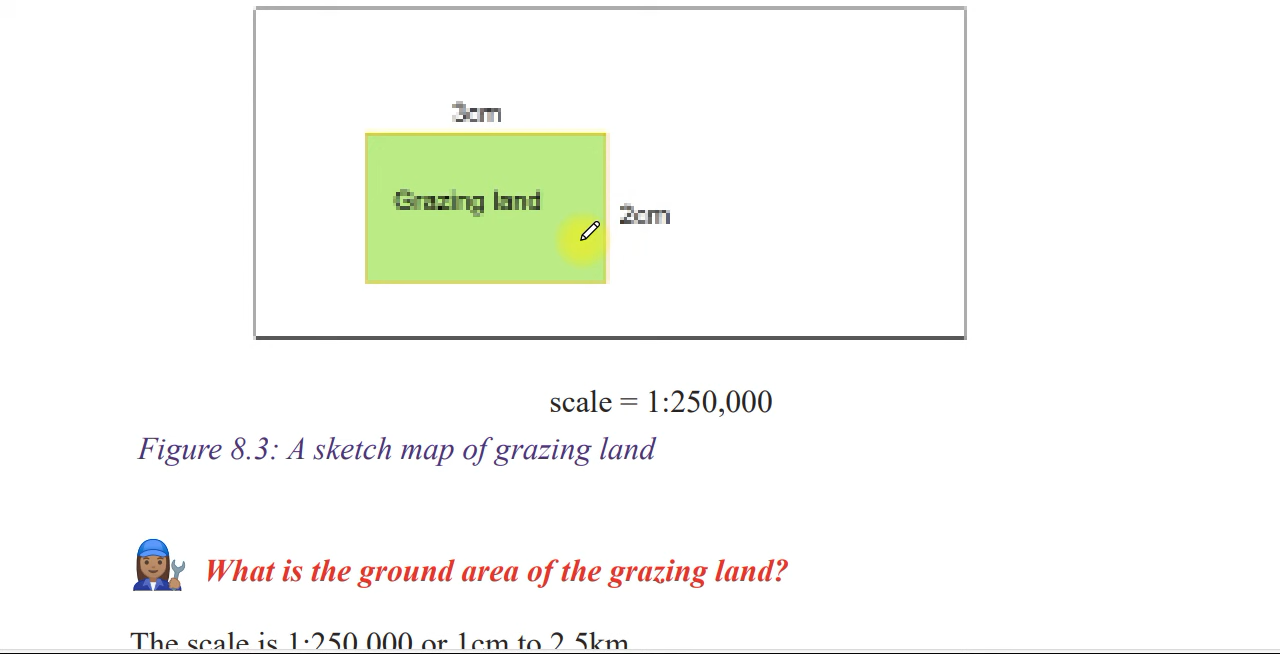 3cm
Grazing land
2cm
scale = 1:250,000
Figure 8.3: A sketch map of grazing land
What is the ground area of the grazing land?
The scale is 1:250,000 or 1cm to 2.5km